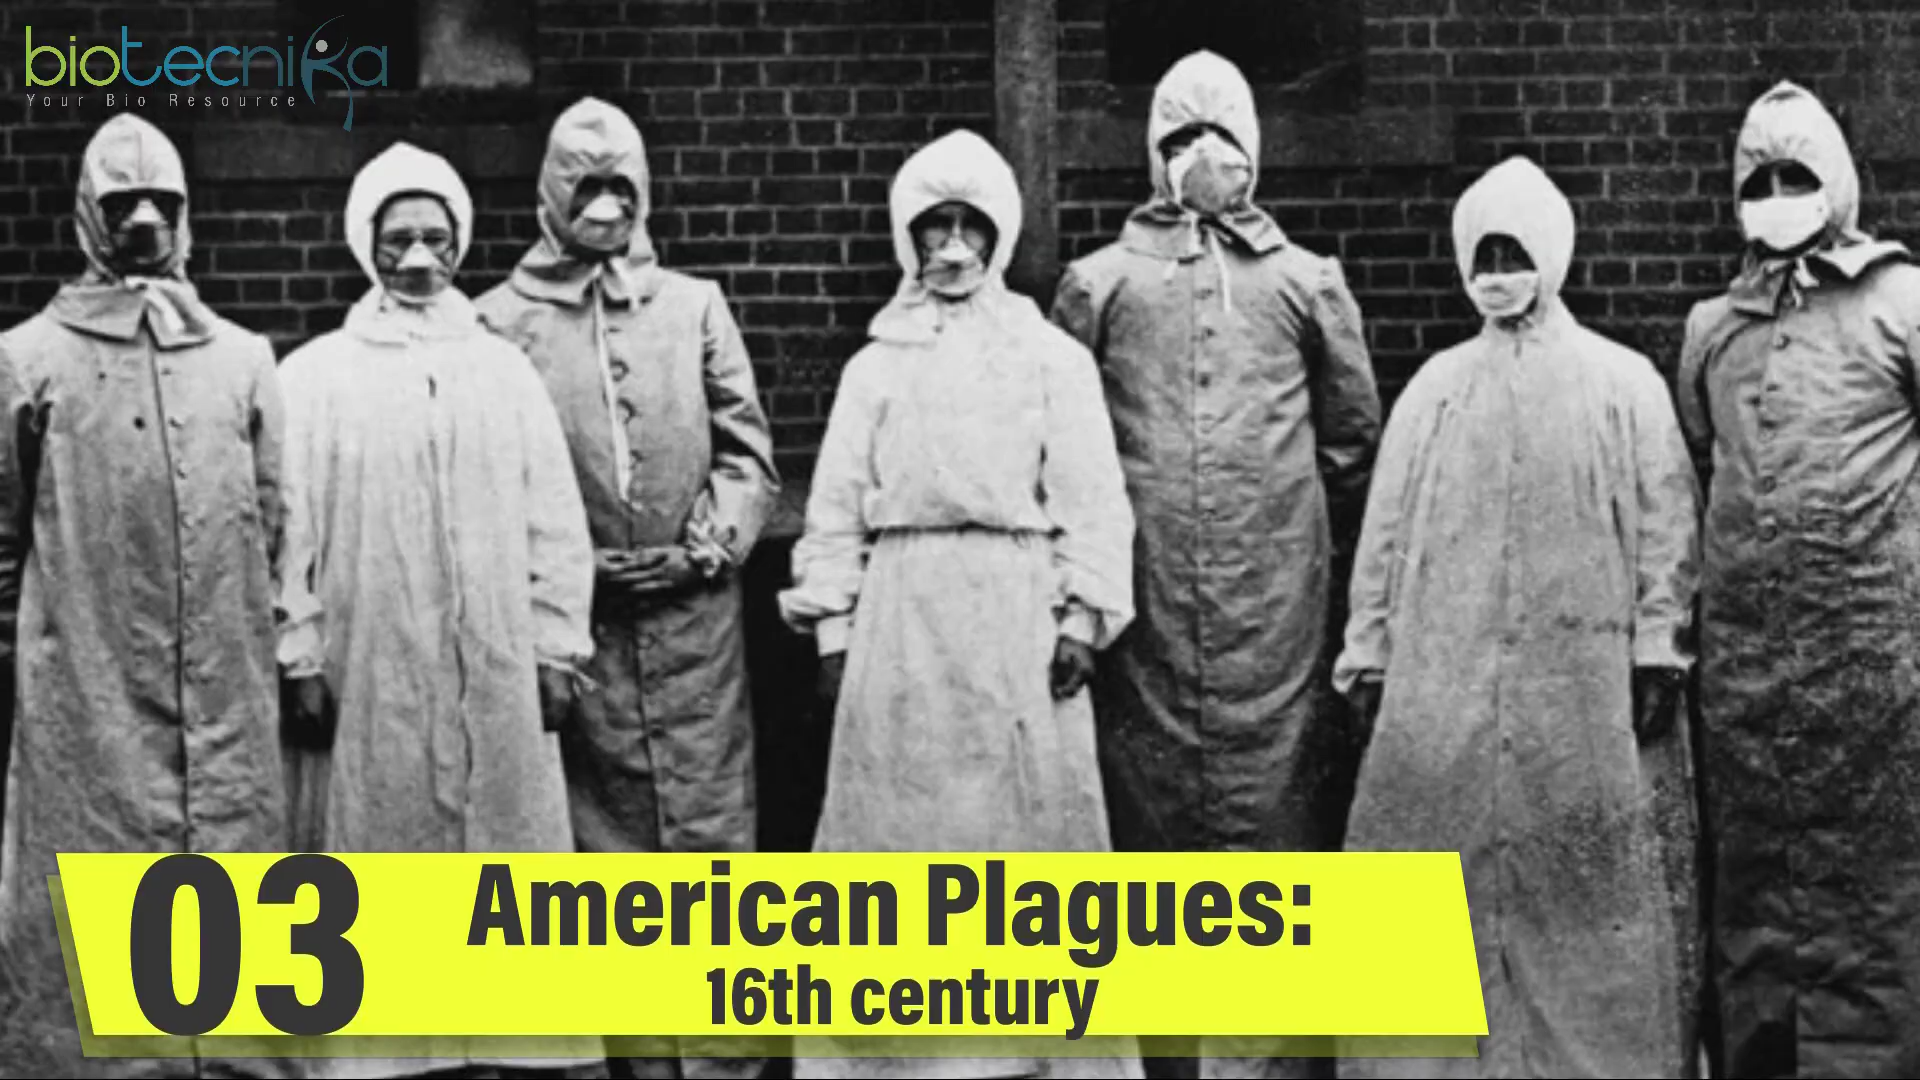 biotecnika
Your Bio Resource
03
American Plagues:
16th century